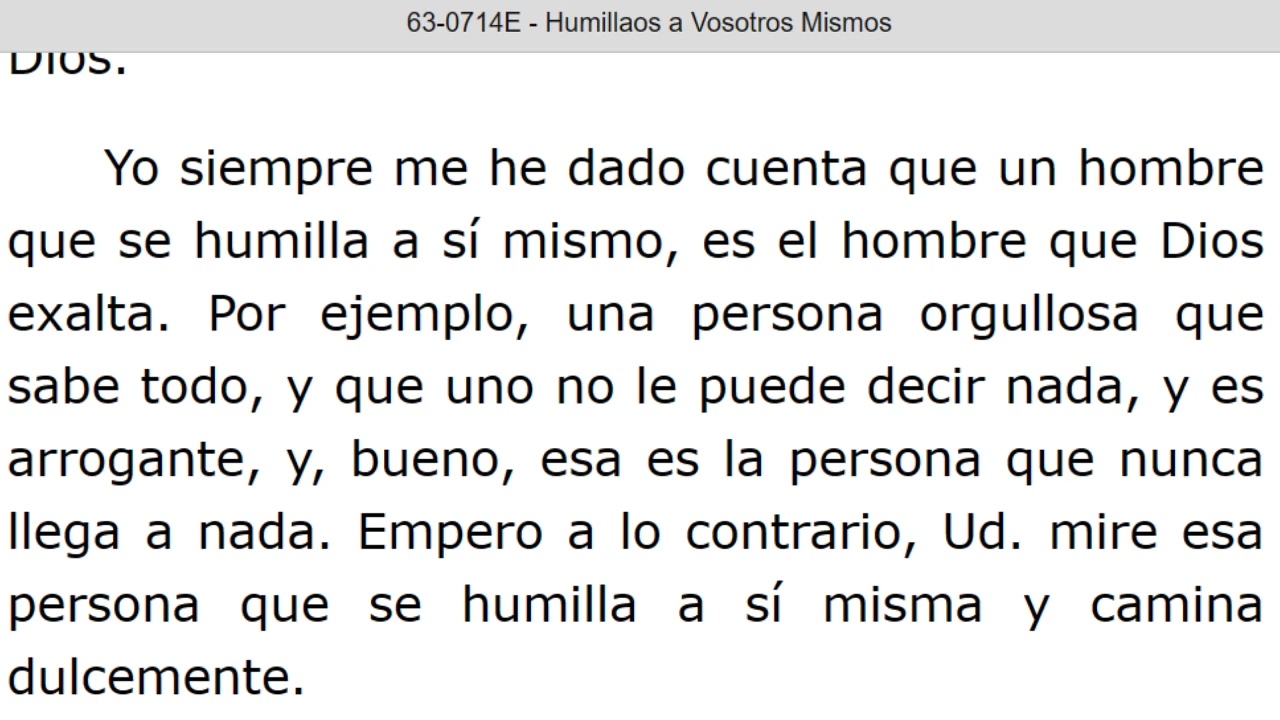 63-0714E - Humillaos a Vosotros Mismos
Dios.
Yo siempre me he dado cuenta que un hombre
que se humilla a sí mismo, es el hombre que Dios
exalta. Por ejemplo, una persona orgullosa que
sabe todo, y que uno no le puede decir nada, y es
arrogante, y, bueno, esa es la persona que nunca
llega a nada. Empero a lo contrario, Ud. mire esa
persona que se humilla a sí misma y camina
dulcemente.